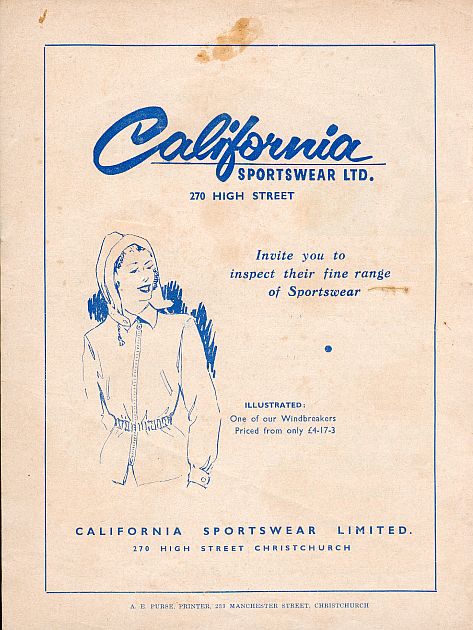 California
SPORTSWEAR LTD.
270 HIGH STREET
Invite you to
inspect their fine range
of Sportswear
ILLUSTRATED:
One of our Windbreakers
Priced from only £4-17-3
CALIFORNIA SPORTSWEAR LIMITED.
270 HIGH STREET CHRISTCHURCH
A. E. PURSE, PRINTER, 231 MANCHESTER STREET, CHRISTCHURCH